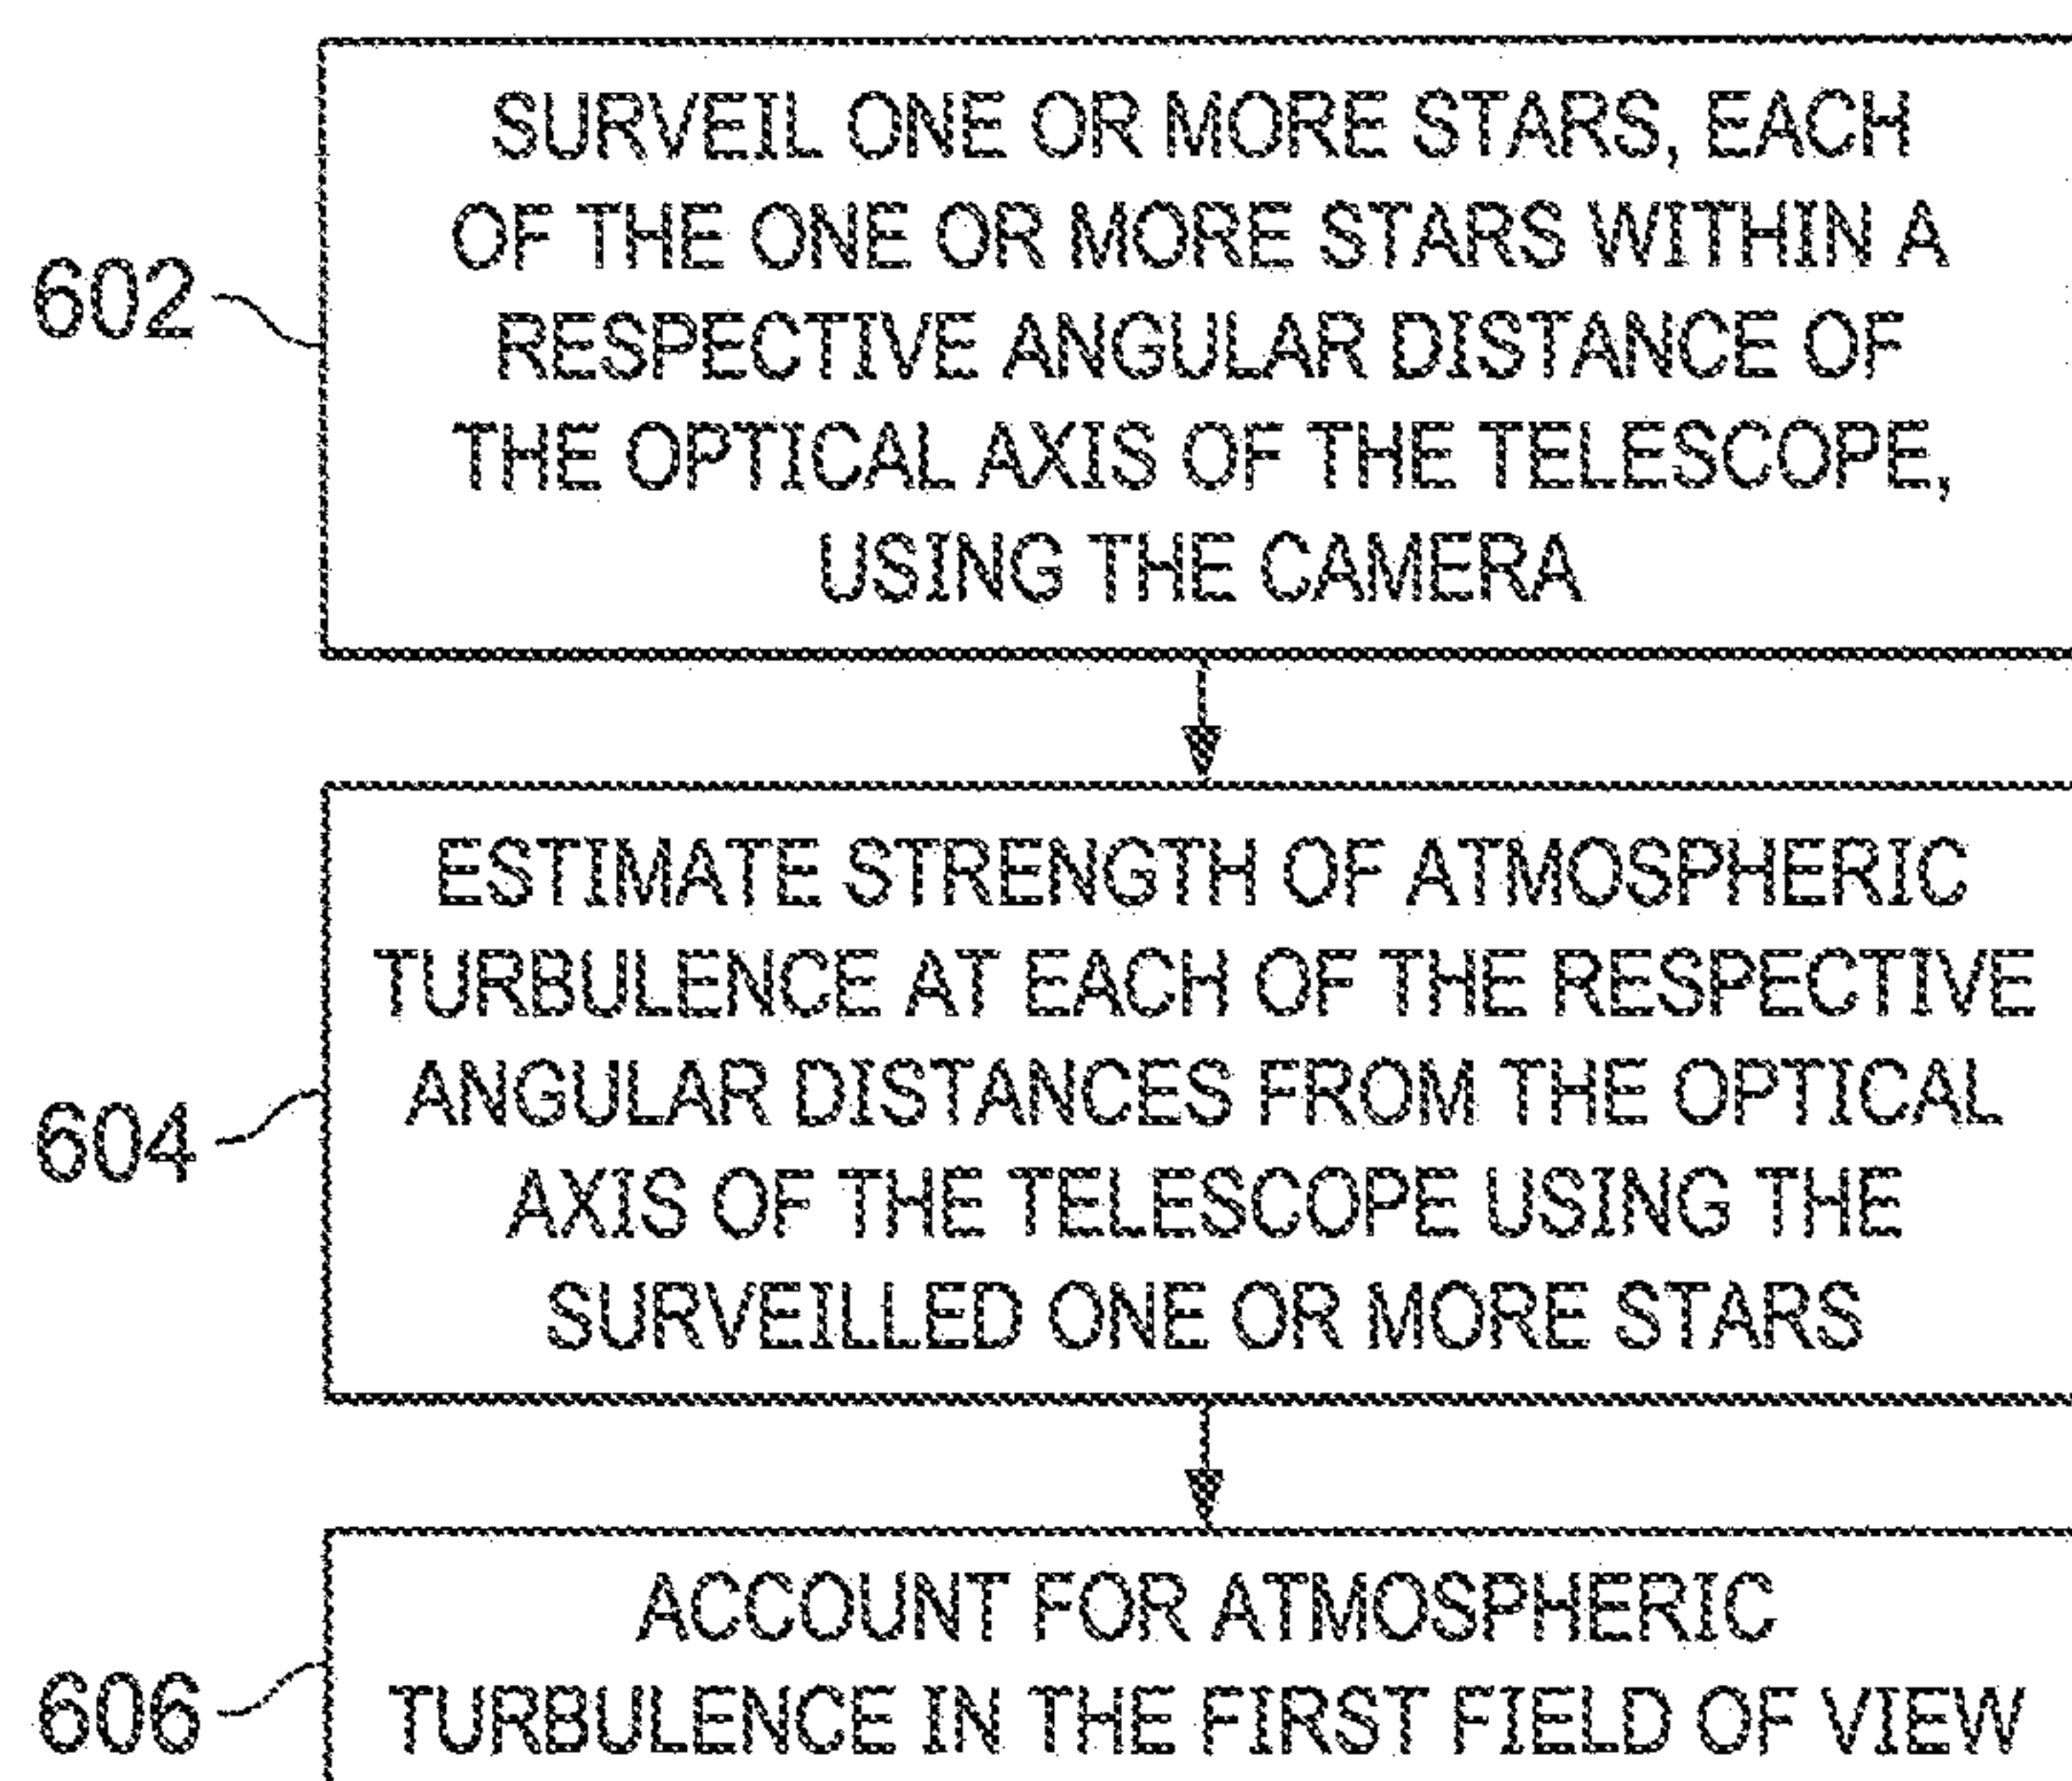 602
SURVEIL ONE OR MORE STARS, EACH
OF THE ONE OR MORE STARS WITHIN A
RESPECTIVE ANGULAR DISTANCE OF
THE OPTICAL AXIS OF THE TELESCOPE,
USING THE CAMERA
604
ESTIMATE STRENGTH OF ATMOSPHERIC
TURBULENCE AT EACH OF THE RESPECTIVE
ANGULAR DISTANCES FROM THE OPTICAL
AXIS OF THE TELESCOPE USING THE
SURVEILLED ONE OR MORE STARS
606
ACCOUNT FOR ATMOSPHERIC
TURBULENCE IN THE FIRST FIELD OF VIEW